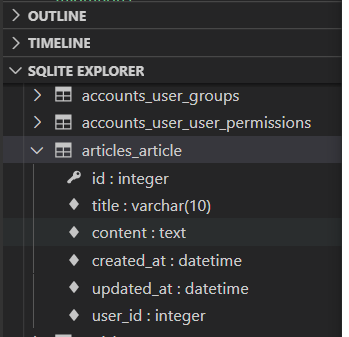 OUTLINE
TIMELINE
SQLITE EXPLORER
accounts_user_groups
accounts_user_user_permissions
articles_article
id : integer
title : varchar(10)
content : text
created_at : datetime
updated_at : datetime
user_id : integer